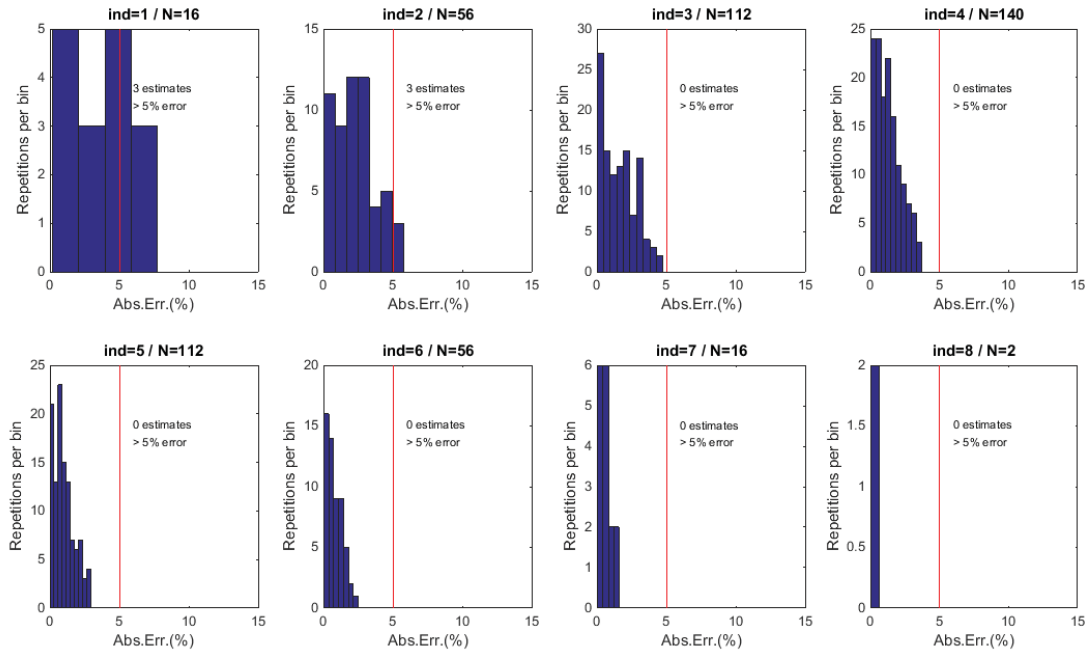 ind=1 / N=16
5
4
3
2
1
0
Repetitions per bin
3 estimates
> 5% error
0 5 10 15
Abs.Err.(%)
ind=2 / N=56
15
10
5
0
Repetitions per bin
3 estimates
> 5% error
0 5 10 15
Abs.Err.(%)
ind=3 / N=112
30
25
20
15
10
5
0
Repetitions per bin
0 estimates
> 5% error
0 5 10 15
Abs.Err.(%)
ind=4 / N=140
25
20
15
10
5
0
Repetitions per bin
0 estimates
> 5% error
0 5 10 15
Abs.Err.(%)
ind=5 / N=112
25
20
15
10
5
0
Repetitions per bin
0 estimates
> 5% error
0 5 10 15
Abs.Err.(%)
ind=6 / N=56
20
15
10
5
0
Repetitions per bin
0 estimates
> 5% error
0 5 10 15
Abs.Err.(%)
ind=7 / N=16
6
5
4
3
2
1
0
Repetitions per bin
0 estimates
> 5% error
0 5 10 15
Abs.Err.(%)
ind=8 / N=2
2
1.5
1
0.5
0
Repetitions per bin
0 estimates
> 5% error
0 5 10 15
Abs.Err.(%)